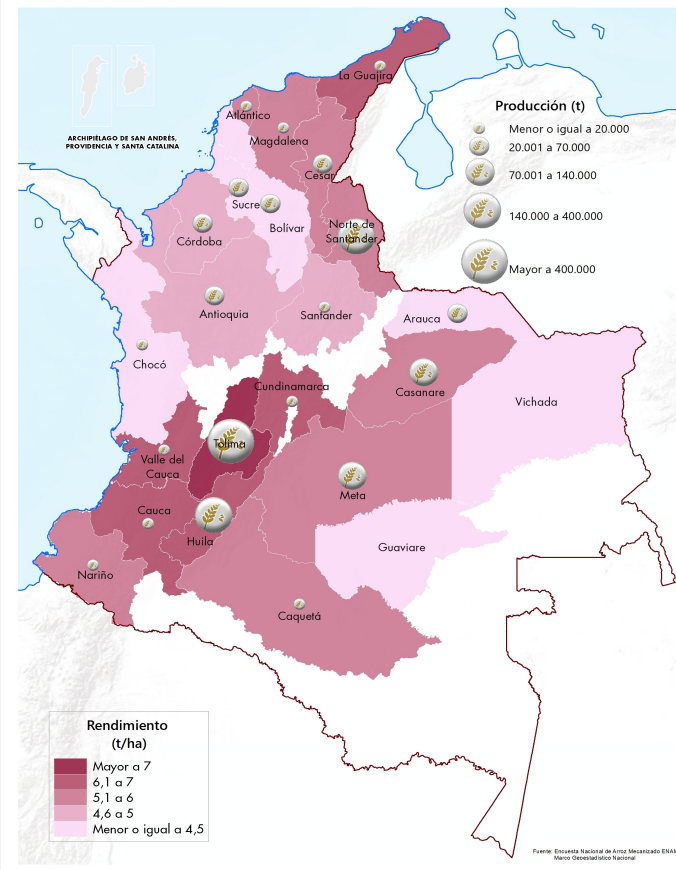 La Guajira
Producción (t)
Atlántico
Menor o igual a 20.000
ARCHIPIÉLAGO DE SAN ANDRÉS,
PROVIDENCIA Y SANTA CATALINA
Magdalena
20.001 a 70.000
Cesar
70.001 a 140.000
Sucre
140.000 a 400.000
Bolívar
Norte de
Santander
Córdoba
Mayor a 400.000
Antioquia
Santander
Arauca
Chocó
Cundinamarca
Casanare
Vichada
Tolima
Valle del
Cauca
Meta
Cauca
Huila
Guaviare
Nariño
Caquetá
Rendimiento
(t/ha)
Mayor a 7
6,1 a 7
5,1 a 6
4,6 a 5
Menor o igual a 4,5
Fuente: Encuesta Nacional de Arroz Mecanizado ENAM
Marco Geoestadístico Nacional